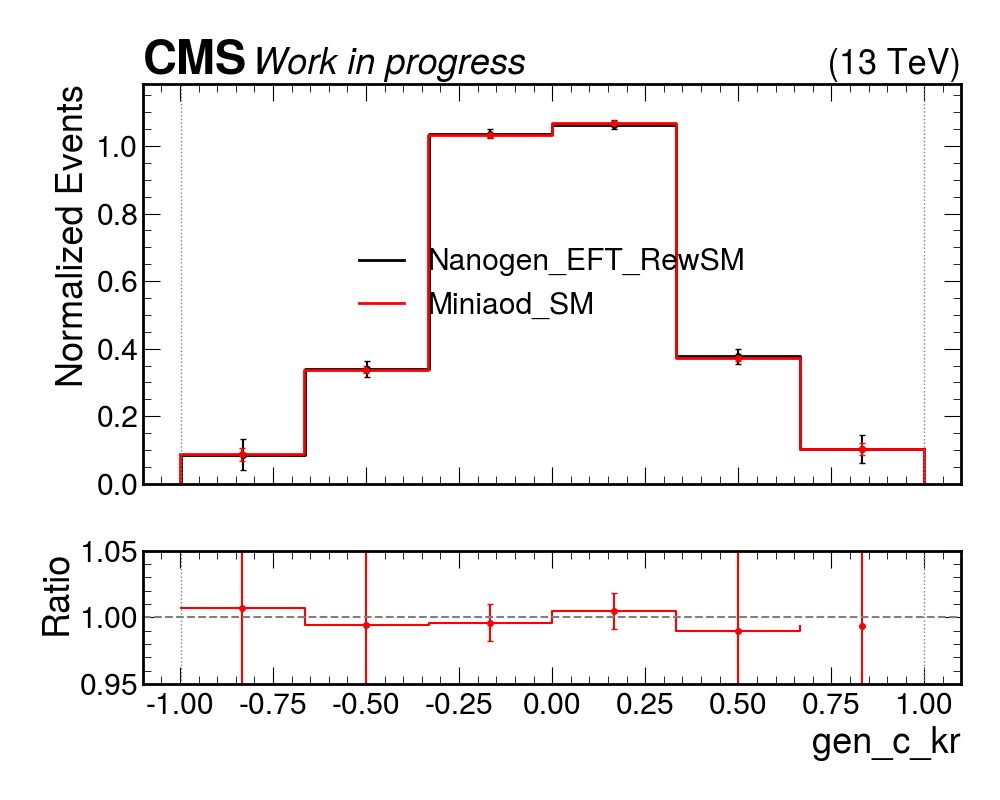 CMS Work in progress (13 TeV)
Normalized Events
1.0
0.8
0.6
0.4
0.2
0.0
Nanogen_EFT_RewSM
Miniaod_SM
Ratio
1.05
1.00
0.95
-1.00 -0.75 -0.50 -0.25 0.00 0.25 0.50 0.75 1.00
gen_c_kr